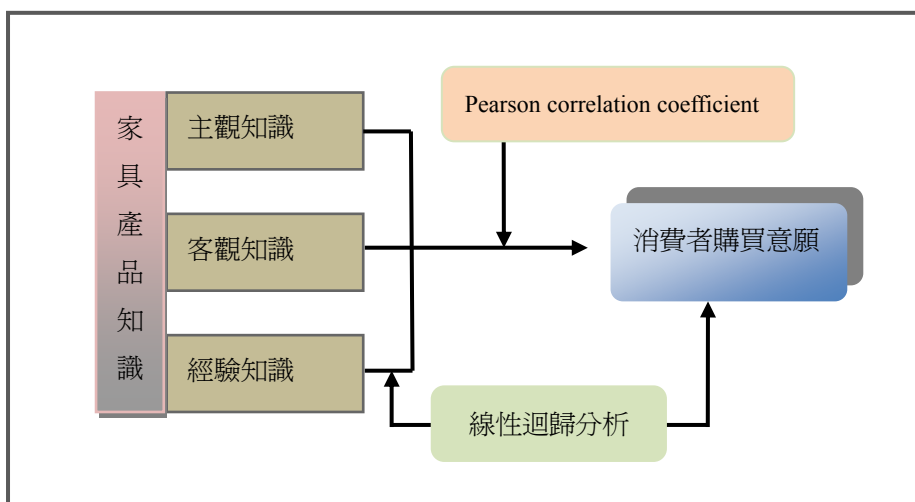 家具產品知識
主觀知識
客觀知識
經驗知識
Pearson correlation coefficient
消費者購買意願
線性迴歸分析